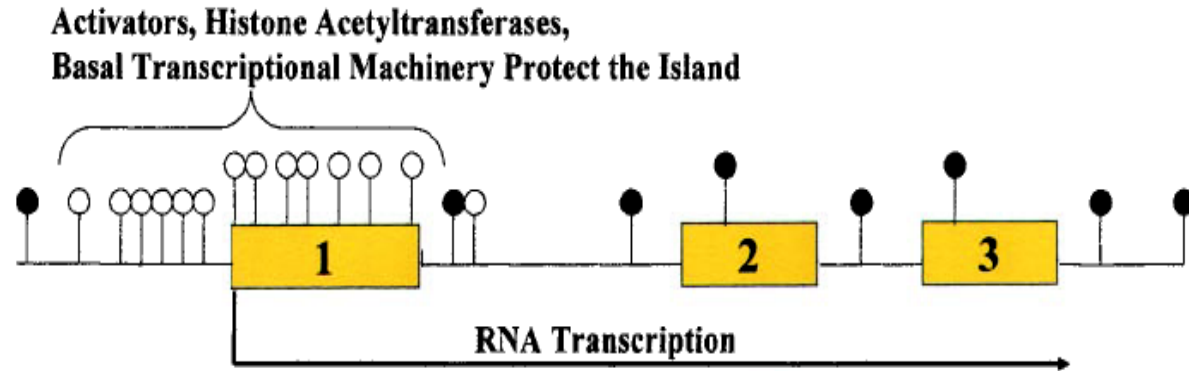 Activators, Histone Acetyltransferases,
Basal Transcriptional Machinery Protect the Island
1
2
3
RNA Transcription